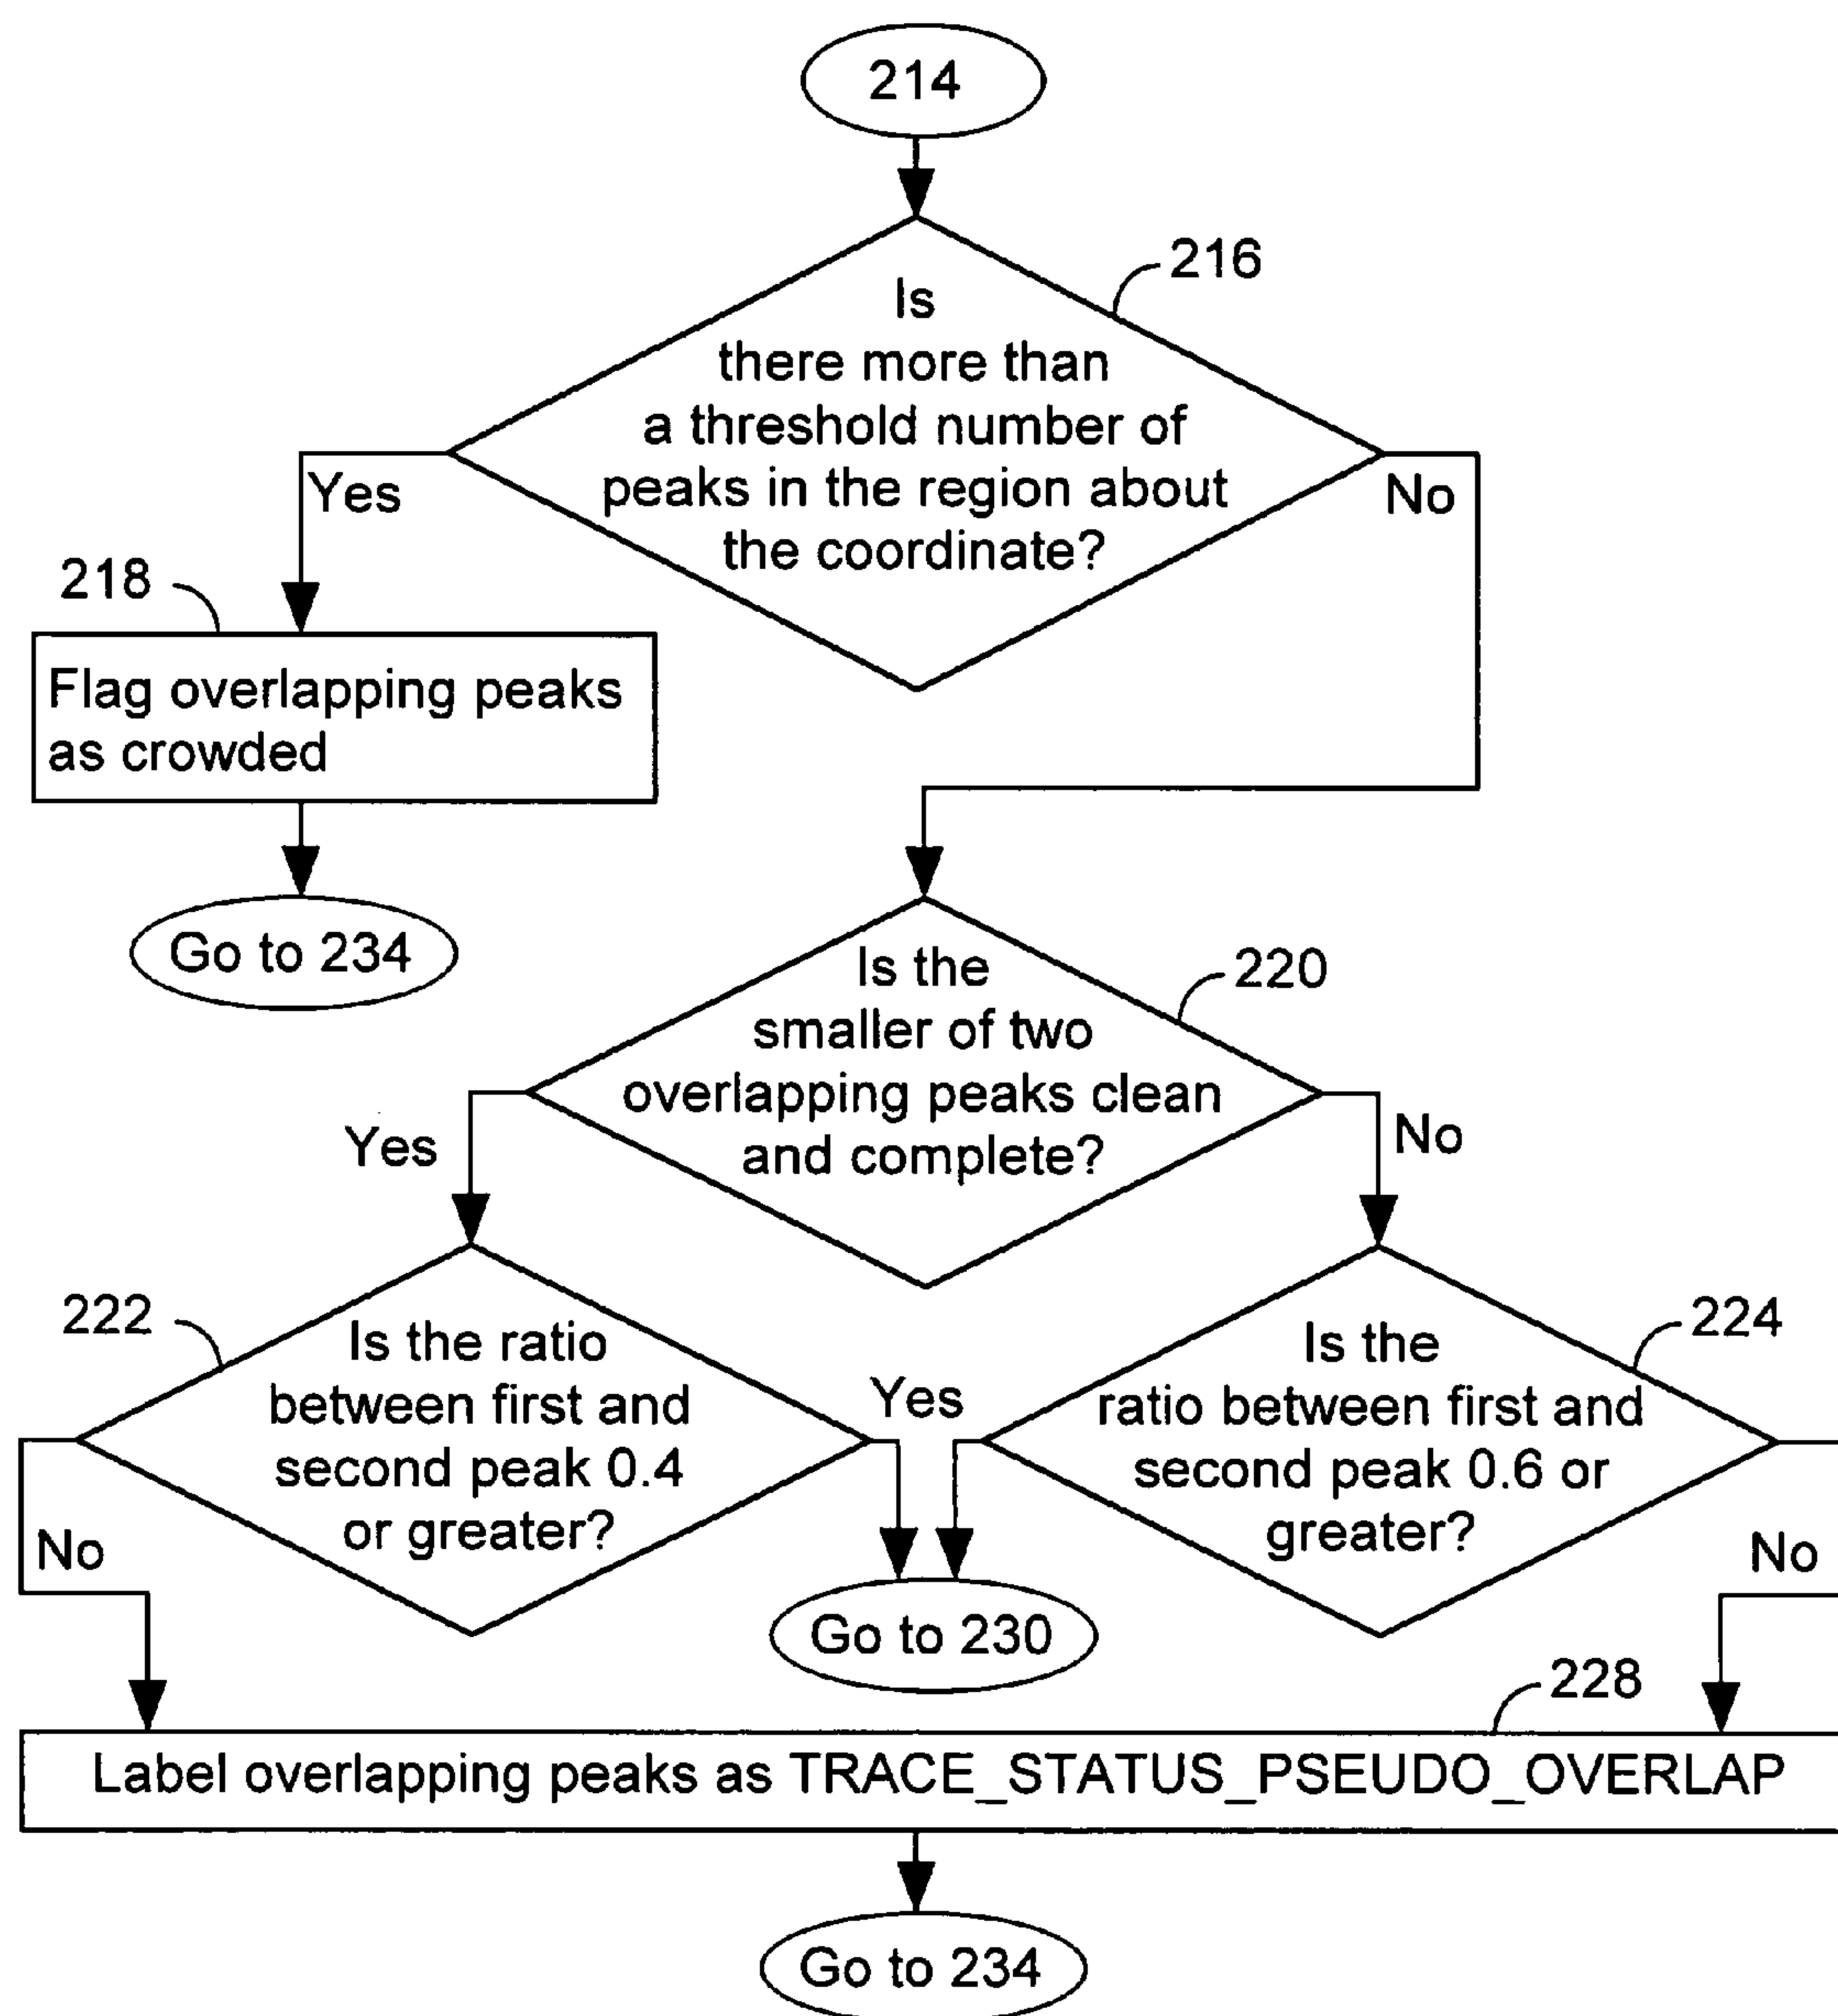 214
216
Is
there more than
a threshold number of
peaks in the region about
the coordinate?
Yes
No
218
Flag overlapping peaks
as crowded
Go to 234
220
Is the
smaller of two
overlapping peaks clean
and complete?
Yes
No
222
Is the ratio
between first and
second peak 0.4
or greater?
Yes
224
Is the
ratio between first and
second peak 0.6 or
greater?
No
No
Go to 230
228
Label overlapping peaks as TRACE_STATUS_PSEUDO_OVERLAP
Go to 234